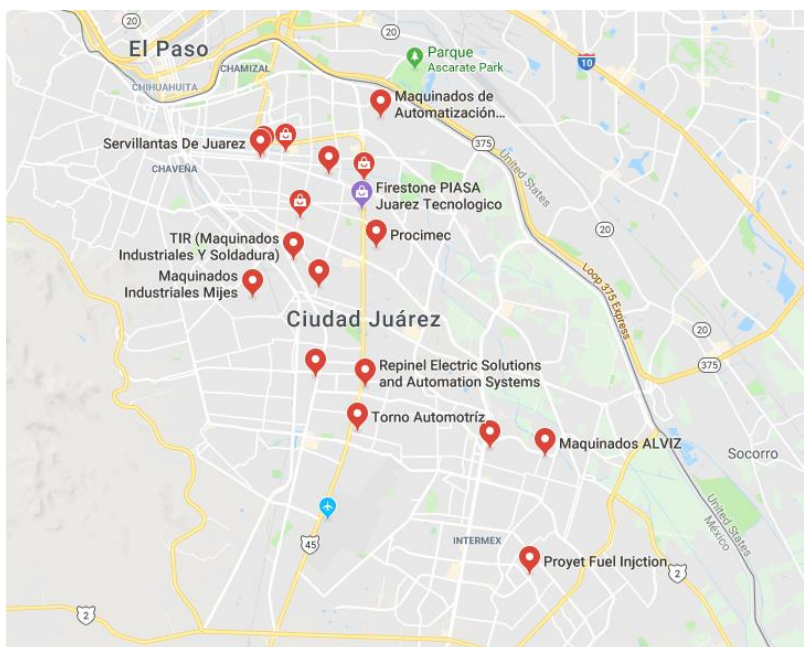 20
El Paso
CHAMIZAL
20
Parque
Ascarate Park
10
CHIHUAHUITA
Maquinados de
Automatización...
375
United States
Servillantas De Juarez
CHAVEÑA
Firestone PIASA
Juarez Tecnologico
20
TIR (Maquinados
Industriales Y Soldadura)
Procimec
Maquinados
Industriales Mijes
Loop 375 Express
Ciudad Juárez
20
375
Repinel Electric Solutions
and Automation Systems
Torno Automotríz
Maquinados ALVIZ
Socorro
United States
México
45
INTERMEX
Proyet Fuel Injction
2
2